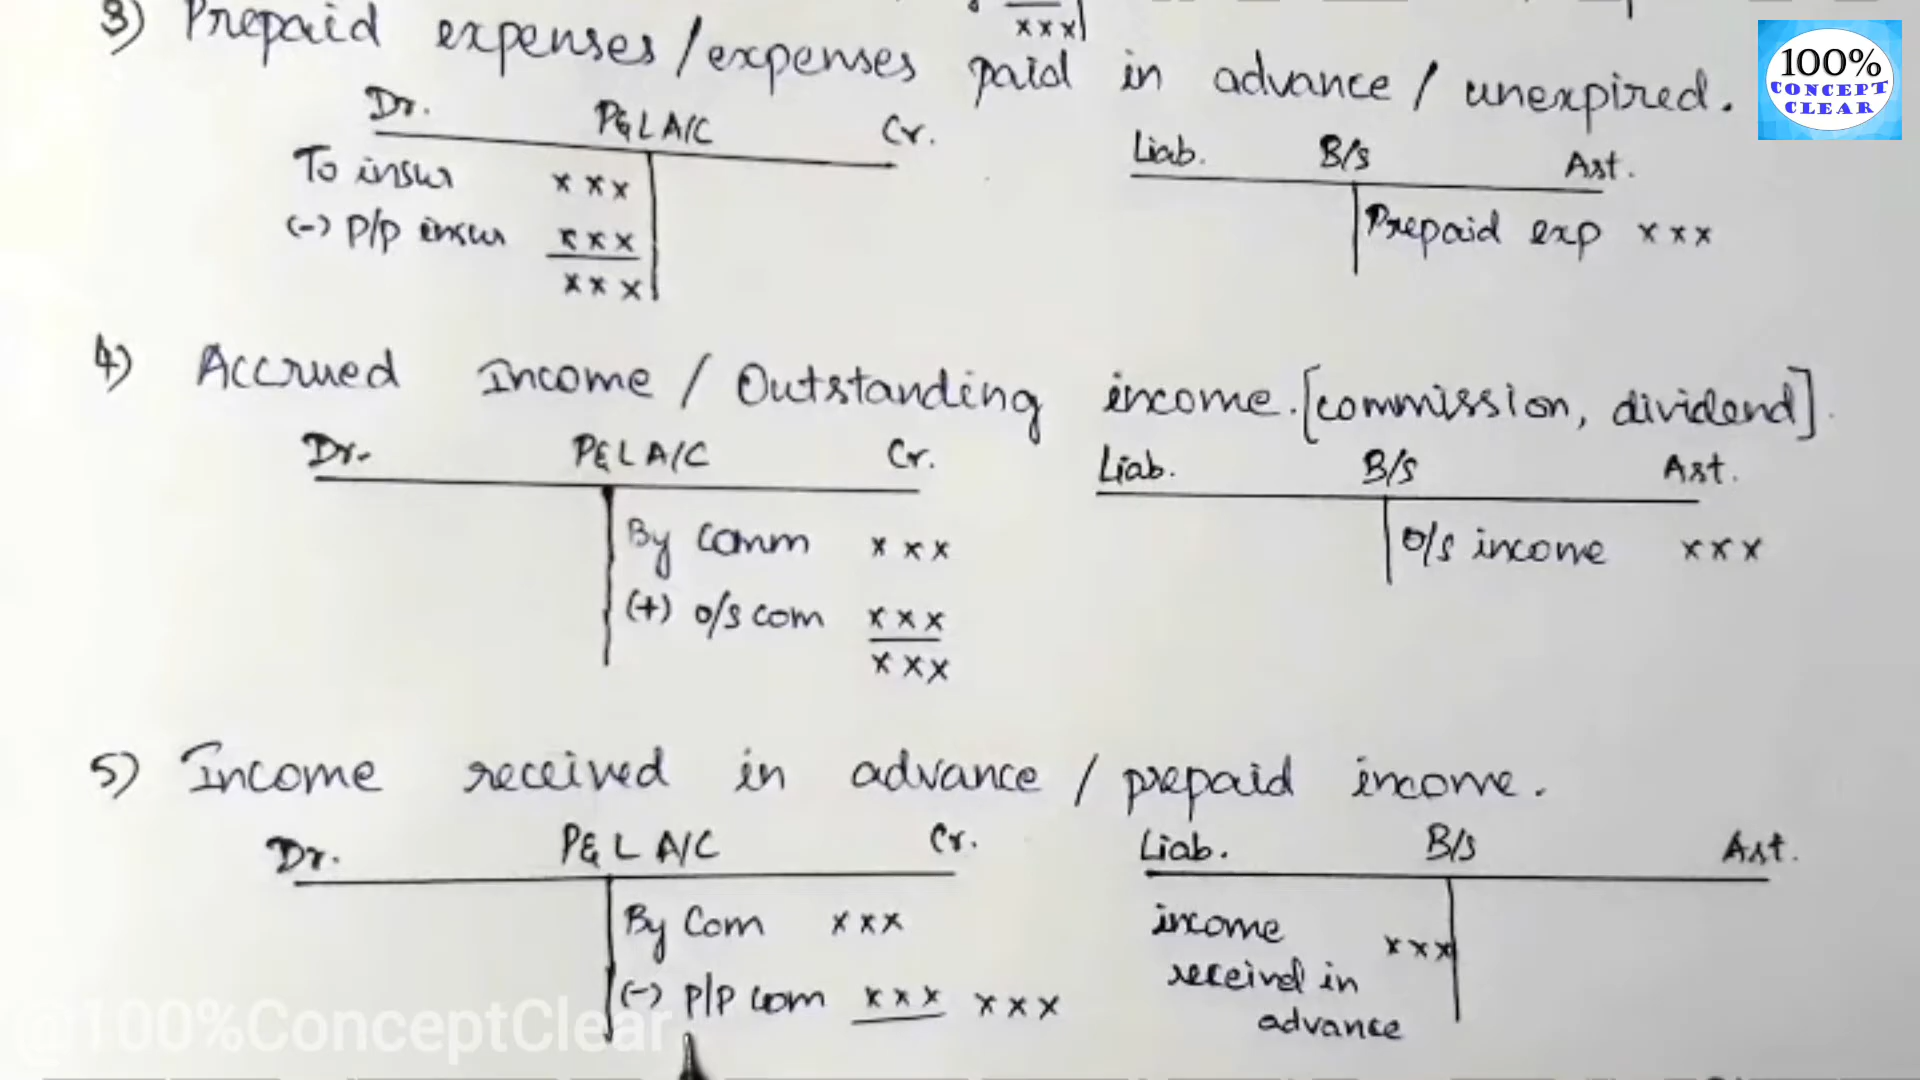 xxx
3) Prepaid expenses/expenses paid in advance / unexpired.
Dr. P&L A/C Cr.
To insur xxx
(-) P/p insur xxx
xxx
Liab. B/S Ast.
Prepaid exp xxx
4) Accrued Income / Outstanding income. [commission, dividend].
Dr. P&L A/C Cr.
By Comm xxx
(+) o/s com xxx
xxx
Liab. B/S Ast.
O/s income xxx
5) Income received in advance / prepaid income.
Dr. P& L A/C Cr.
By Com xxx
(-) P/P com xxx xxx
Liab. B/S Ast.
income
received in xxx
advance
100%
CONCEPT
CLEAR
@100%ConceptClear